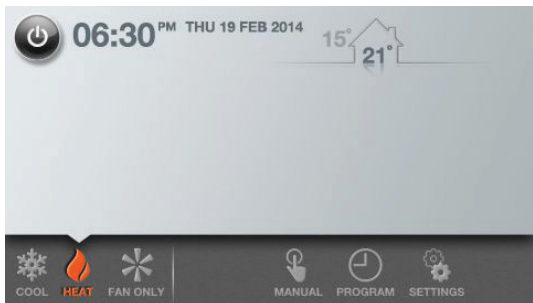 06:30 PM THU 19 FEB 2014
15°
21°
COOL HEAT FAN ONLY MANUAL PROGRAM SETTINGS